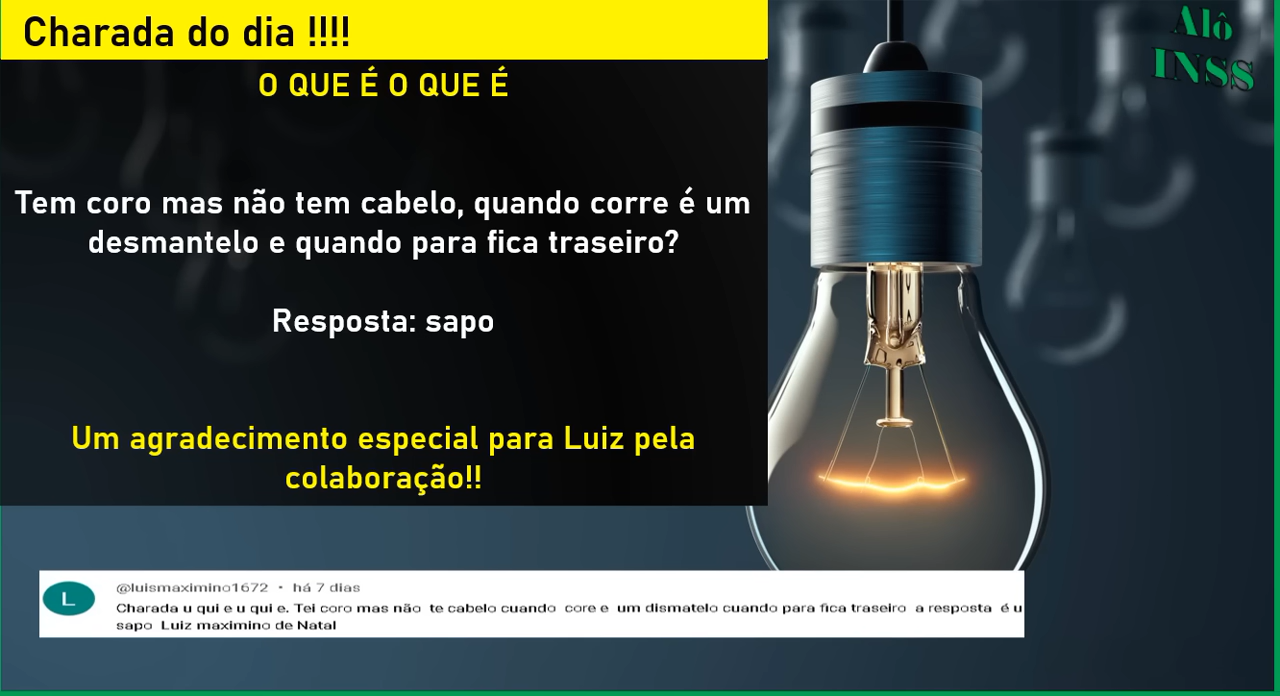 Charada do dia !!!!
Alô
INSS
O QUE É O QUE É
Tem coro mas não tem cabelo, quando corre é um
desmantelo e quando para fica traseiro?
Resposta: sapo
Um agradecimento especial para Luiz pela
colaboração!!
L
@luismaximino1672 • há 7 dias
Charada u qui e u qui e. Tei coro mas não te cabelo cuando core e um dismatelo cuando para fica traseiro a resposta é u
sapo Luiz maximino de Natal